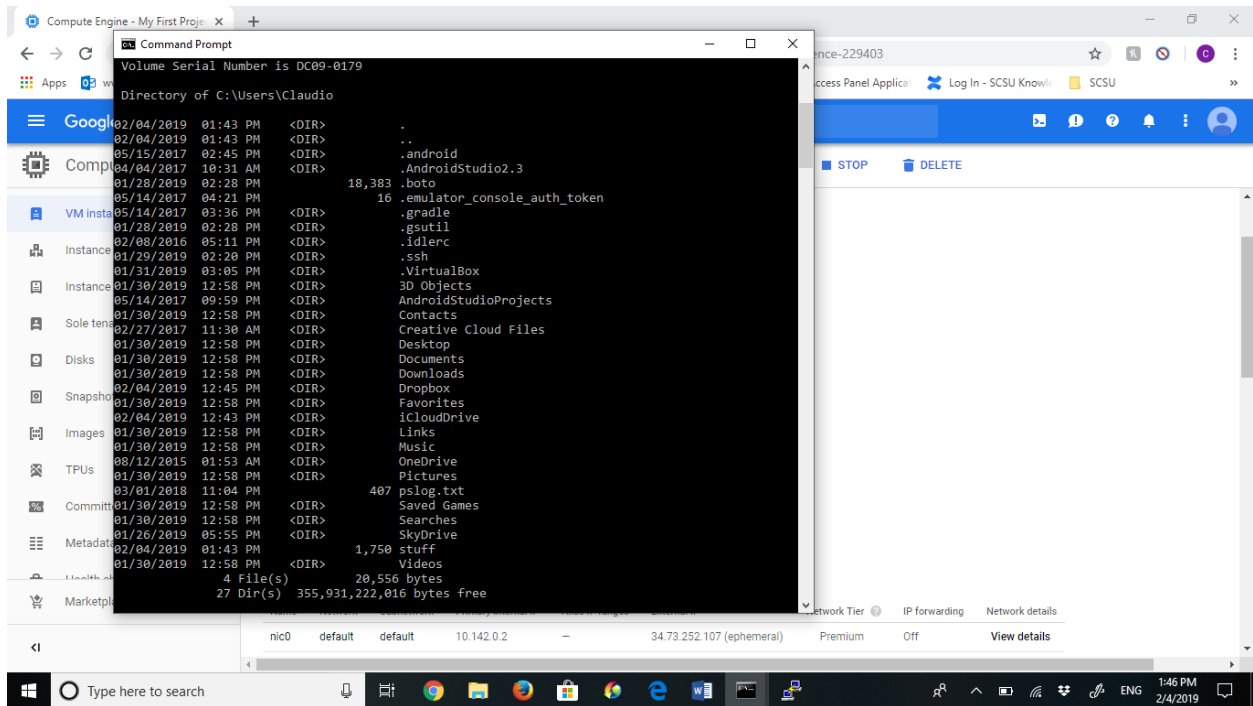 Compute Engine - My First Proje
Command Prompt
ence-229403
Apps
Access Panel Applica
Log In - SCSU Knowle
SCSU
Volume Serial Number is DC09-0179
Directory of C:\Users\Claudio
02/04/2019 01:43 PM <DIR> .
02/04/2019 01:43 PM <DIR> ..
05/15/2017 02:45 PM <DIR> .android
04/04/2017 10:31 AM <DIR> .AndroidStudio2.3
01/28/2019 02:28 PM 18,383 .boto
05/14/2017 04:21 PM 16 .emulator_console_auth_token
05/14/2017 03:36 PM <DIR> .gradle
01/28/2019 02:28 PM <DIR> .gsutil
02/08/2016 05:11 PM <DIR> .idlerc
01/29/2019 02:20 PM <DIR> .ssh
01/31/2019 03:05 PM <DIR> .VirtualBox
01/30/2019 12:58 PM <DIR> 3D Objects
05/14/2017 09:59 PM <DIR> AndroidStudioProjects
01/30/2019 12:58 PM <DIR> Contacts
02/27/2017 11:30 AM <DIR> Creative Cloud Files
01/30/2019 12:58 PM <DIR> Desktop
01/30/2019 12:58 PM <DIR> Documents
01/30/2019 12:58 PM <DIR> Downloads
02/04/2019 12:45 PM <DIR> Dropbox
01/30/2019 12:58 PM <DIR> Favorites
02/04/2019 12:43 PM <DIR> iCloudDrive
01/30/2019 12:58 PM <DIR> Links
01/30/2019 12:58 PM <DIR> Music
08/12/2015 01:53 AM <DIR> OneDrive
01/30/2019 12:58 PM <DIR> Pictures
03/01/2018 11:04 PM 407 pslog.txt
01/30/2019 12:58 PM <DIR> Saved Games
01/30/2019 12:58 PM <DIR> Searches
01/26/2019 05:55 PM <DIR> SkyDrive
02/04/2019 01:43 PM 1,750 stuff
01/30/2019 12:58 PM <DIR> Videos
4 File(s) 20,556 bytes
27 Dir(s) 355,931,222,016 bytes free
Googl
Compu
STOP
DELETE
VM insta
Instance
Instance
Sole tena
Disks
Snapsho
Images
TPUs
Committ
Metadata
Marketpl
Network Tier
IP forwarding
Network details
nic0 default default 10.142.0.2 – 34.73.252.107 (ephemeral) Premium Off View details
Type here to search
ENG
1:46 PM
2/4/2019